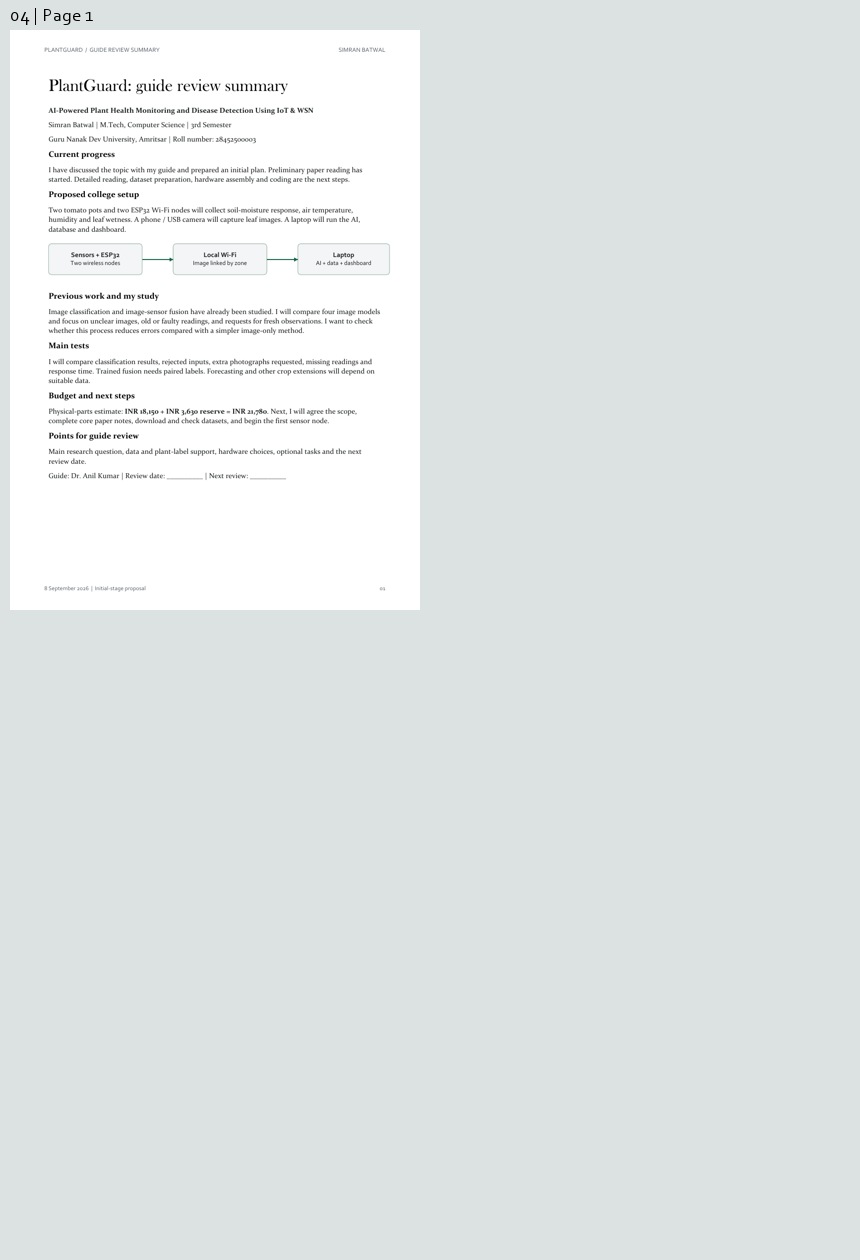 04 | Page 1
PLANTGUARD / GUIDE REVIEW SUMMARY
SIMRAN BATWAL
PlantGuard: guide review summary
AI-Powered Plant Health Monitoring and Disease Detection Using IoT & WSN
Simran Batwal | M.Tech, Computer Science | 3rd Semester
Guru Nanak Dev University, Amritsar | Roll number: 28452500003
Current progress
I have discussed the topic with my guide and prepared an initial plan. Preliminary paper reading has
started. Detailed reading, dataset preparation, hardware assembly and coding are the next steps.
Proposed college setup
Two tomato pots and two ESP32 Wi-Fi nodes will collect soil-moisture response, air temperature,
humidity and leaf wetness. A phone / USB camera will capture leaf images. A laptop will run the AI,
database and dashboard.
Sensors + ESP32
Two wireless nodes
Local Wi-Fi
Image linked by zone
Laptop
AI + data + dashboard
Previous work and my study
Image classification and image-sensor fusion have already been studied. I will compare four image models
and focus on unclear images, old or faulty readings, and requests for fresh observations. I want to check
whether this process reduces errors compared with a simpler image-only method.
Main tests
I will compare classification results, rejected inputs, extra photographs requested, missing readings and
response time. Trained fusion needs paired labels. Forecasting and other crop extensions will depend on
suitable data.
Budget and next steps
Physical-parts estimate: INR 18,150 + INR 3,630 reserve = INR 21,780. Next, I will agree the scope,
complete core paper notes, download and check datasets, and begin the first sensor node.
Points for guide review
Main research question, data and plant-label support, hardware choices, optional tasks and the next
review date.
Guide: Dr. Anil Kumar | Review date: __________ | Next review: __________
8 September 2026 | Initial-stage proposal
01